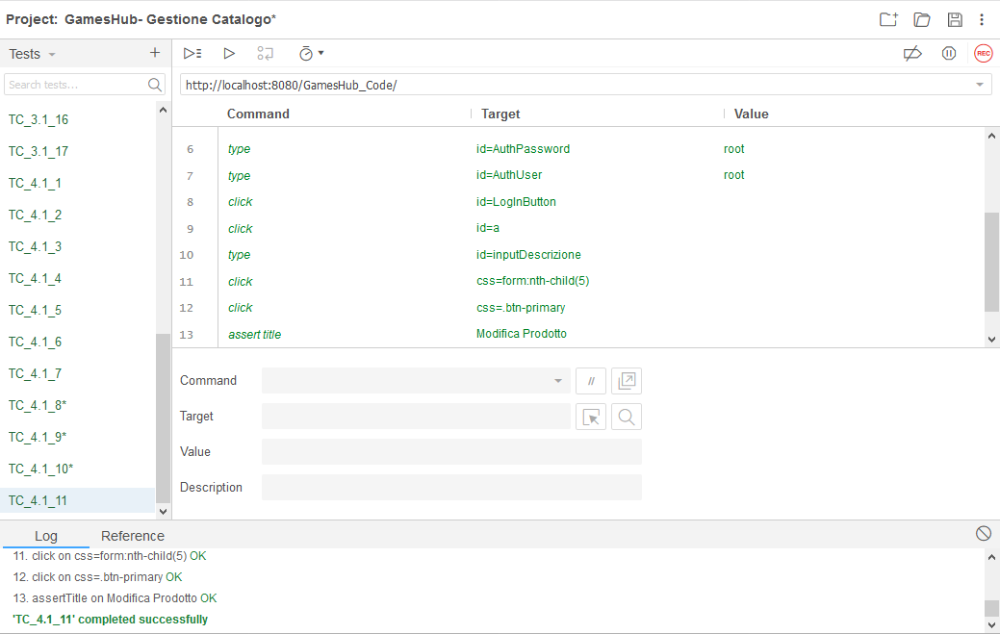 Project: GamesHub- Gestione Catalogo*
Tests
Search tests...
TC_3.1_16
TC_3.1_17
TC_4.1_1
TC_4.1_2
TC_4.1_3
TC_4.1_4
TC_4.1_5
TC_4.1_6
TC_4.1_7
TC_4.1_8*
TC_4.1_9*
TC_4.1_10*
TC_4.1_11
REC
http://localhost:8080/GamesHub_Code/
Command Target Value
6 type id=AuthPassword root
7 type id=AuthUser root
8 click id=LogInButton
9 click id=a
10 type id=inputDescrizione
11 click css=form:nth-child(5)
12 click css=.btn-primary
13 assert title Modifica Prodotto
Command //
Target
Value
Description
Log Reference
11. click on css=form:nth-child(5) OK
12. click on css=.btn-primary OK
13. assertTitle on Modifica Prodotto OK
'TC_4.1_11' completed successfully